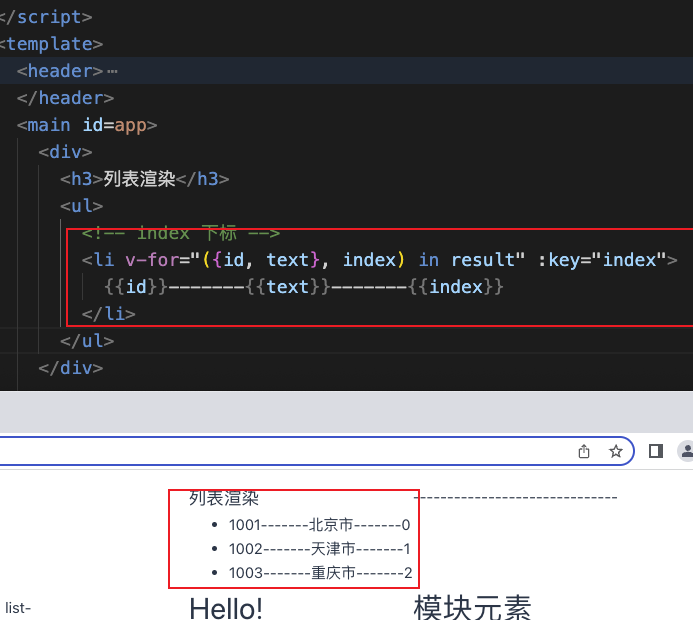 </script>
<template>
<header>⋯
</header>
<main id=app>
<div>
<h3>列表渲染</h3>
<ul>
<!-- index 下标 -->
<li v-for="({id, text}, index) in result" :key="index">
{{id}}-------{{text}}-------{{index}}
</li>
</ul>
</div>
列表渲染 ------------------------------
• 1001-------北京市-------0
• 1002-------天津市-------1
• 1003-------重庆市-------2
list- Hello! 模块元素